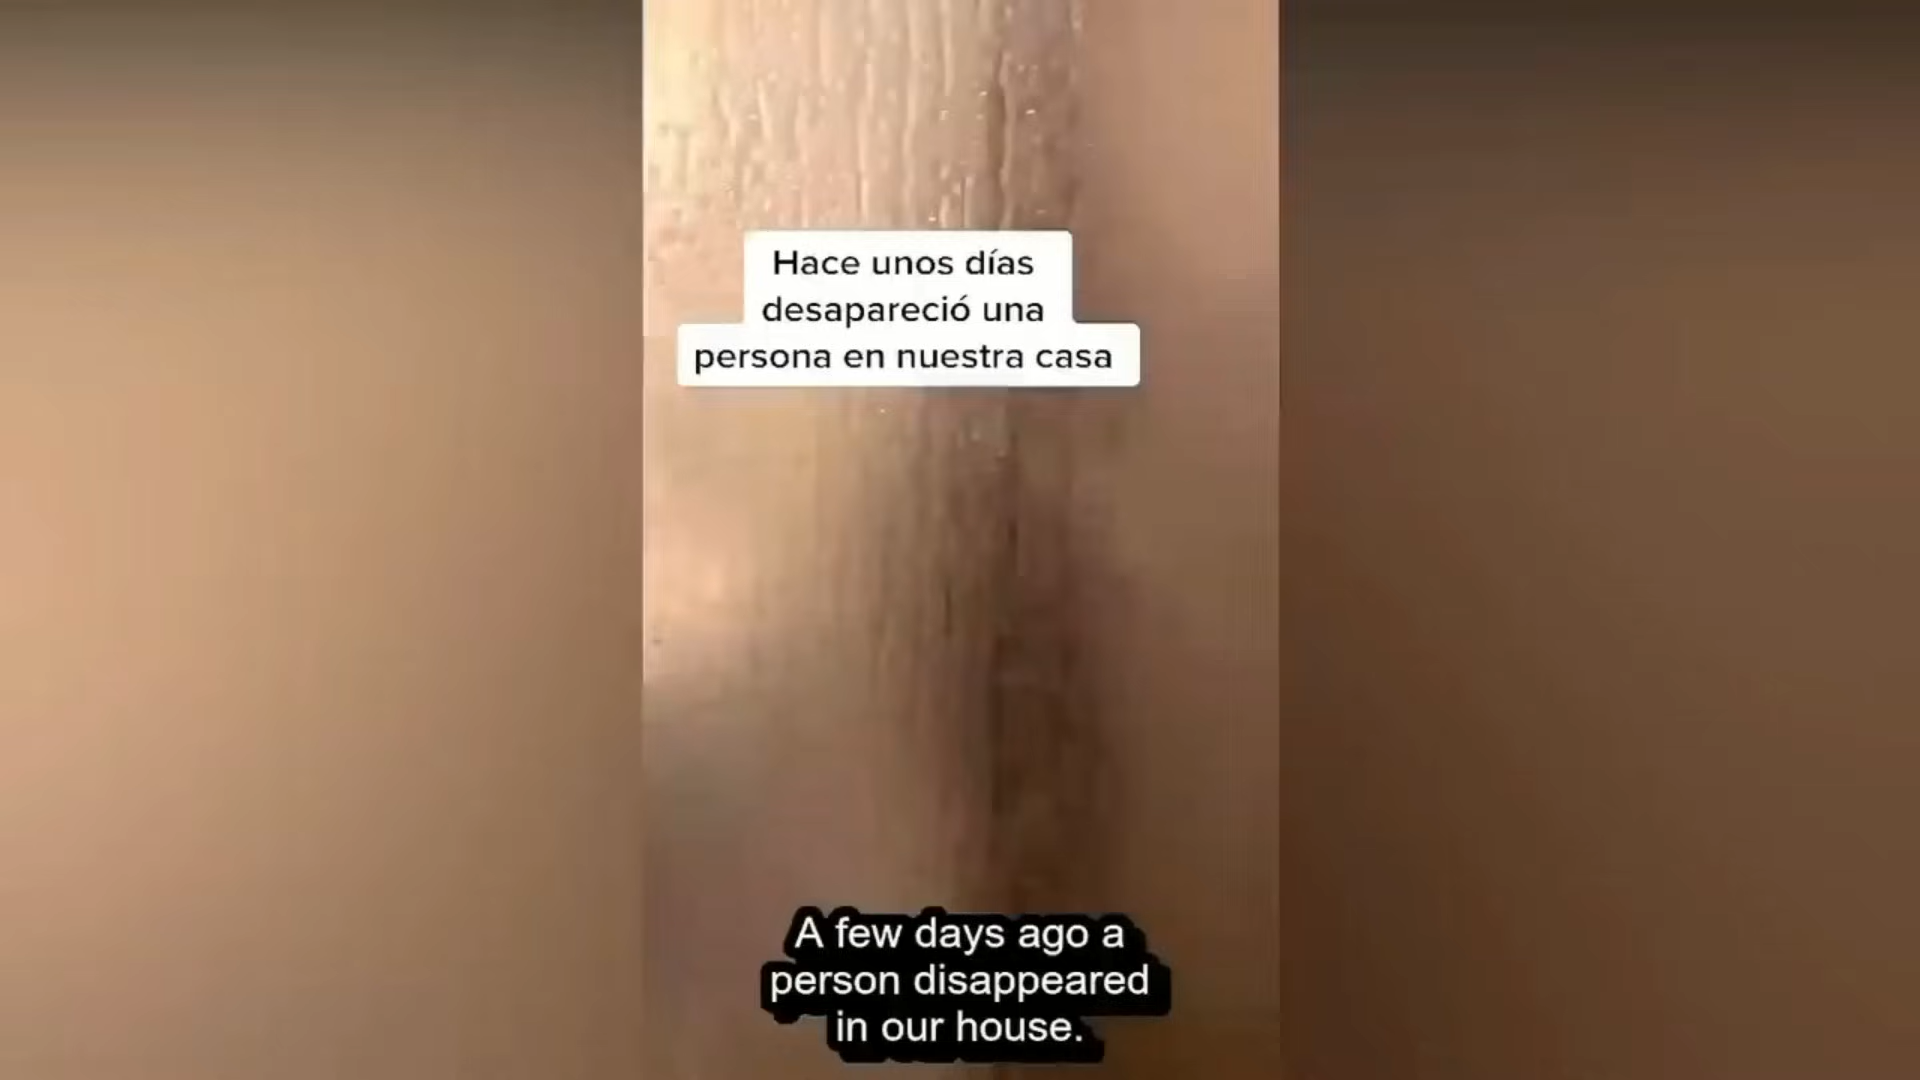 Hace unos días
desapareció una
persona en nuestra casa
A few days ago a
person disappeared
in our house.